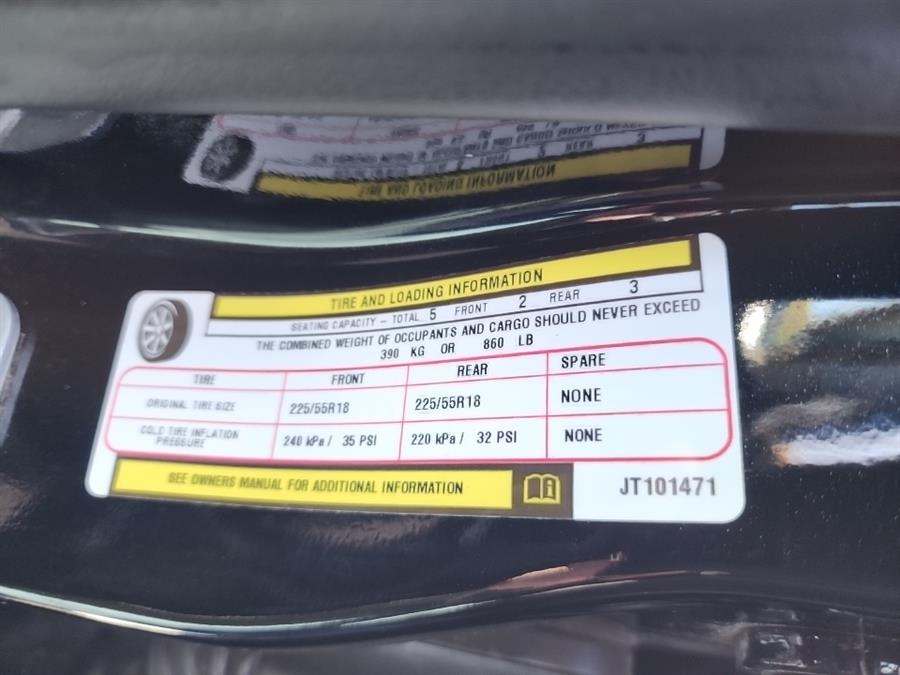 TIRE AND LOADING INFORMATION
SEATING CAPACITY – TOTAL 5 FRONT 2 REAR 3
THE COMBINED WEIGHT OF OCCUPANTS AND CARGO SHOULD NEVER EXCEED
390 KG OR 860 LB
TIRE FRONT REAR SPARE
ORIGINAL TIRE SIZE 225/55R18 225/55R18 NONE
COLD TIRE INFLATION PRESSURE 240 kPa / 35 PSI 220 kPa / 32 PSI NONE
SEE OWNERS MANUAL FOR ADDITIONAL INFORMATION
JT101471